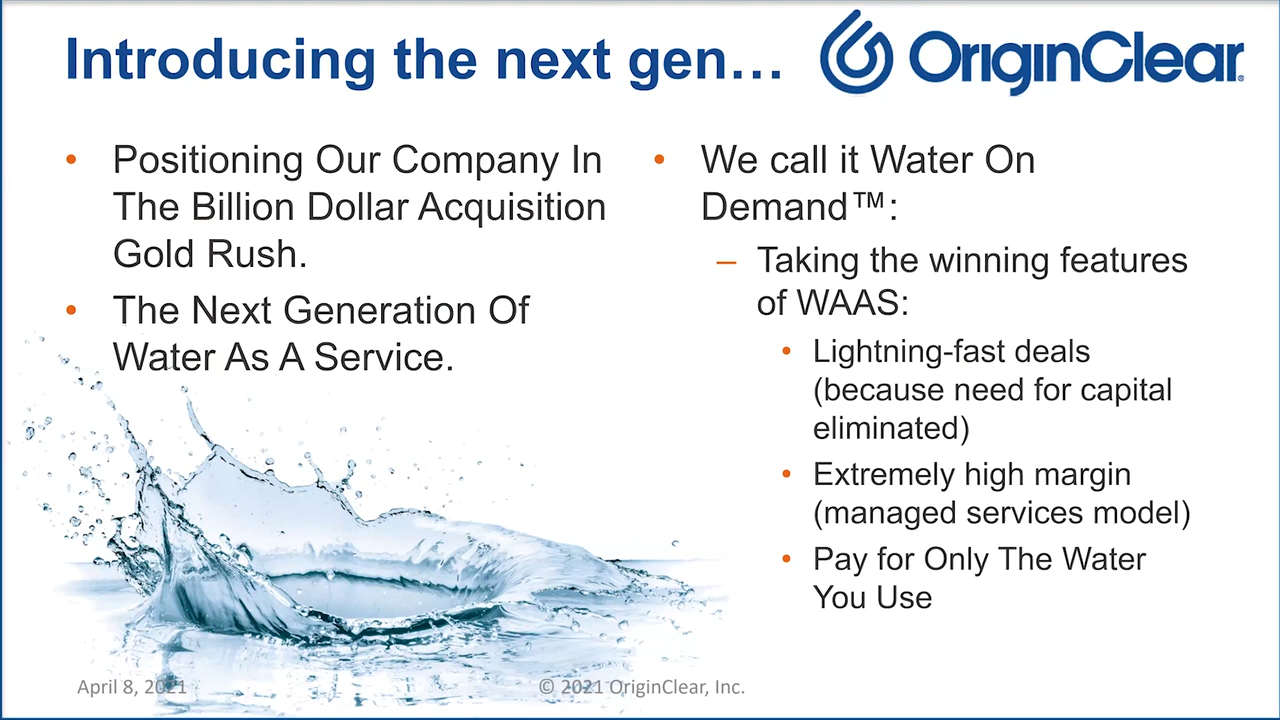 Introducing the next gen…
OriginClear®
• Positioning Our Company In
The Billion Dollar Acquisition
Gold Rush.
• The Next Generation Of
Water As A Service.
• We call it Water On
Demand™:
– Taking the winning features
of WAAS:
• Lightning-fast deals
(because need for capital
eliminated)
• Extremely high margin
(managed services model)
• Pay for Only The Water
You Use
April 8, 2021
© 2021 OriginClear, Inc.